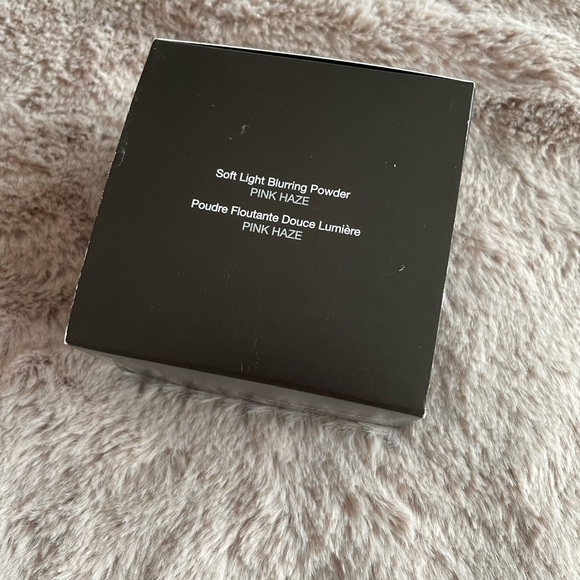 Soft Light Blurring Powder
PINK HAZE
Poudre Floutante Douce Lumière
PINK HAZE